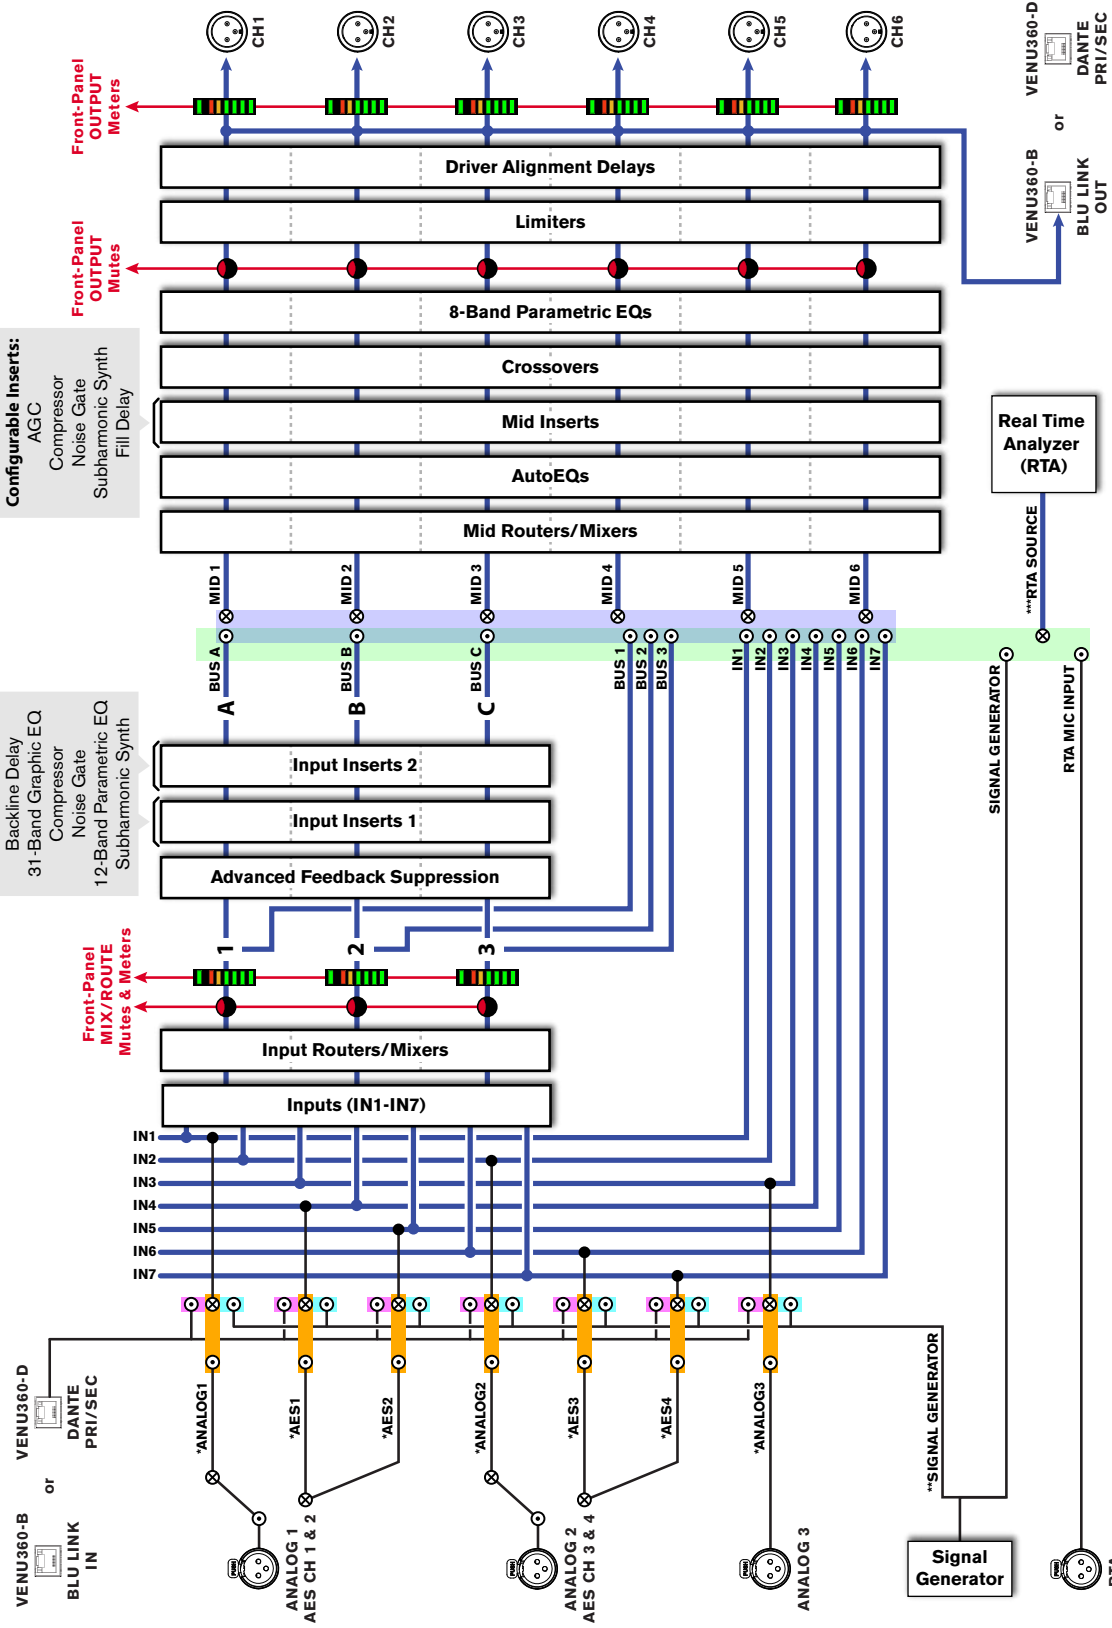 CH1
CH2
CH3
CH4
CH5
CH6
VENU360-D
DANTE
PRI/SEC
or
VENU360-B
BLU LINK
OUT
Front-Panel
OUTPUT
Meters
Driver Alignment Delays
Limiters
Front-Panel
OUTPUT
Mutes
8-Band Parametric EQs
Crossovers
Configurable Inserts:
AGC
Compressor
Noise Gate
Subharmonic Synth
Fill Delay
Mid Inserts
AutoEQs
Mid Routers/Mixers
Real Time
Analyzer
(RTA)
***RTA SOURCE
MID 1
MID 2
MID 3
MID 4
MID 5
MID 6
BUS A
BUS B
BUS C
BUS 1
BUS 2
BUS 3
IN1
IN2
IN3
IN4
IN5
IN6
IN7
SIGNAL GENERATOR
RTA MIC INPUT
A
B
C
Backline Delay
31-Band Graphic EQ
Compressor
Noise Gate
12-Band Parametric EQ
Subharmonic Synth
Input Inserts 2
Input Inserts 1
Advanced Feedback Suppression
1
2
3
Front-Panel
MIX/ROUTE
Mutes & Meters
Input Routers/Mixers
Inputs (IN1-IN7)
IN1
IN2
IN3
IN4
IN5
IN6
IN7
VENU360-D
DANTE
PRI/SEC
or
VENU360-B
BLU LINK
IN
*ANALOG1
*AES1
*AES2
*ANALOG2
*AES3
*AES4
*ANALOG3
**SIGNAL GENERATOR
PUSH
ANALOG 1
AES CH 1 & 2
PUSH
ANALOG 2
AES CH 3 & 4
PUSH
ANALOG 3
Signal
Generator
PUSH
RTA